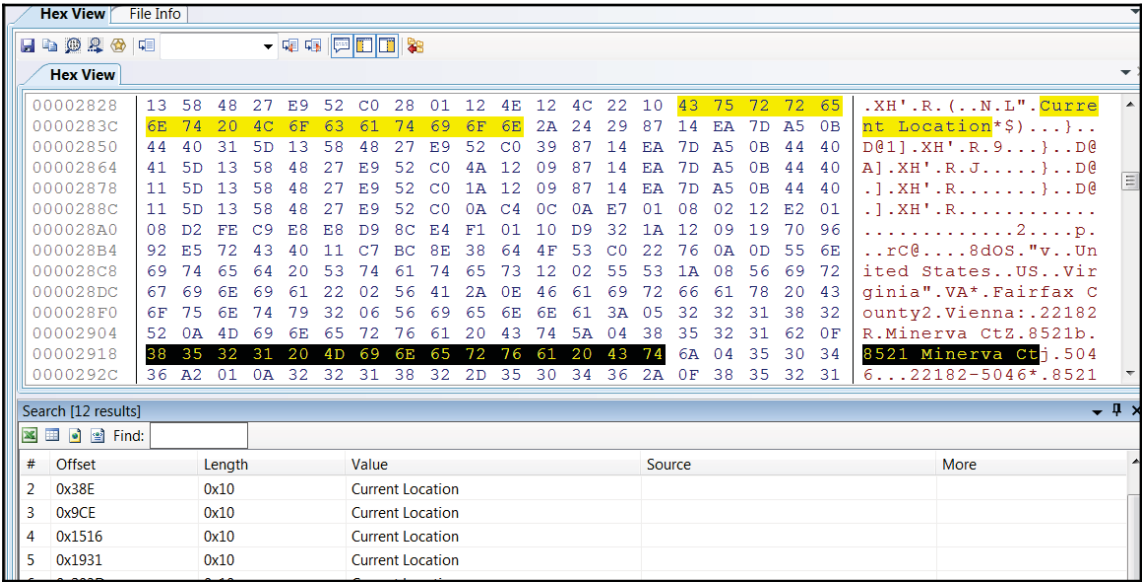 Hex View File Info
Hex View
00002828 13 58 48 27 E9 52 C0 28 01 12 4E 12 4C 22 10 43 75 72 72 65 .XH'.R.(..N.L".Curre
0000283C 6E 74 20 4C 6F 63 61 74 69 6F 6E 2A 24 29 87 14 EA 7D A5 0B nt Location*$)...}..
00002850 44 40 31 5D 13 58 48 27 E9 52 C0 39 87 14 EA 7D A5 0B 44 40 D@1].XH'.R.9...}..D@
00002864 41 5D 13 58 48 27 E9 52 C0 4A 12 09 87 14 EA 7D A5 0B 44 40 A].XH'.R.J.....}..D@
00002878 11 5D 13 58 48 27 E9 52 C0 1A 12 09 87 14 EA 7D A5 0B 44 40 .].XH'.R.......}..D@
0000288C 11 5D 13 58 48 27 E9 52 C0 0A C4 0C 0A E7 01 08 02 12 E2 01 .].XH'.R............
000028A0 08 D2 FE C9 E8 E8 D9 8C E4 F1 01 10 D9 32 1A 12 09 19 70 96 .............2....p.
000028B4 92 E5 72 43 40 11 C7 BC 8E 38 64 4F 53 C0 22 76 0A 0D 55 6E ..rC@....8dOS."v..Un
000028C8 69 74 65 64 20 53 74 61 74 65 73 12 02 55 53 1A 08 56 69 72 ited States..US..Vir
000028DC 67 69 6E 69 61 22 02 56 41 2A 0E 46 61 69 72 66 61 78 20 43 ginia".VA*.Fairfax C
000028F0 6F 75 6E 74 79 32 06 56 69 65 6E 6E 61 3A 05 32 32 31 38 32 ounty2.Vienna:.22182
00002904 52 0A 4D 69 6E 65 72 76 61 20 43 74 5A 04 38 35 32 31 62 0F R.Minerva CtZ.8521b.
00002918 38 35 32 31 20 4D 69 6E 65 72 76 61 20 43 74 6A 04 35 30 34 8521 Minerva Ctj.504
0000292C 36 A2 01 0A 32 32 31 38 32 2D 35 30 34 36 2A 0F 38 35 32 31 6...22182-5046*.8521
Search [12 results]
Find:
# Offset Length Value Source More
2 0x38E 0x10 Current Location
3 0x9CE 0x10 Current Location
4 0x1516 0x10 Current Location
5 0x1931 0x10 Current Location